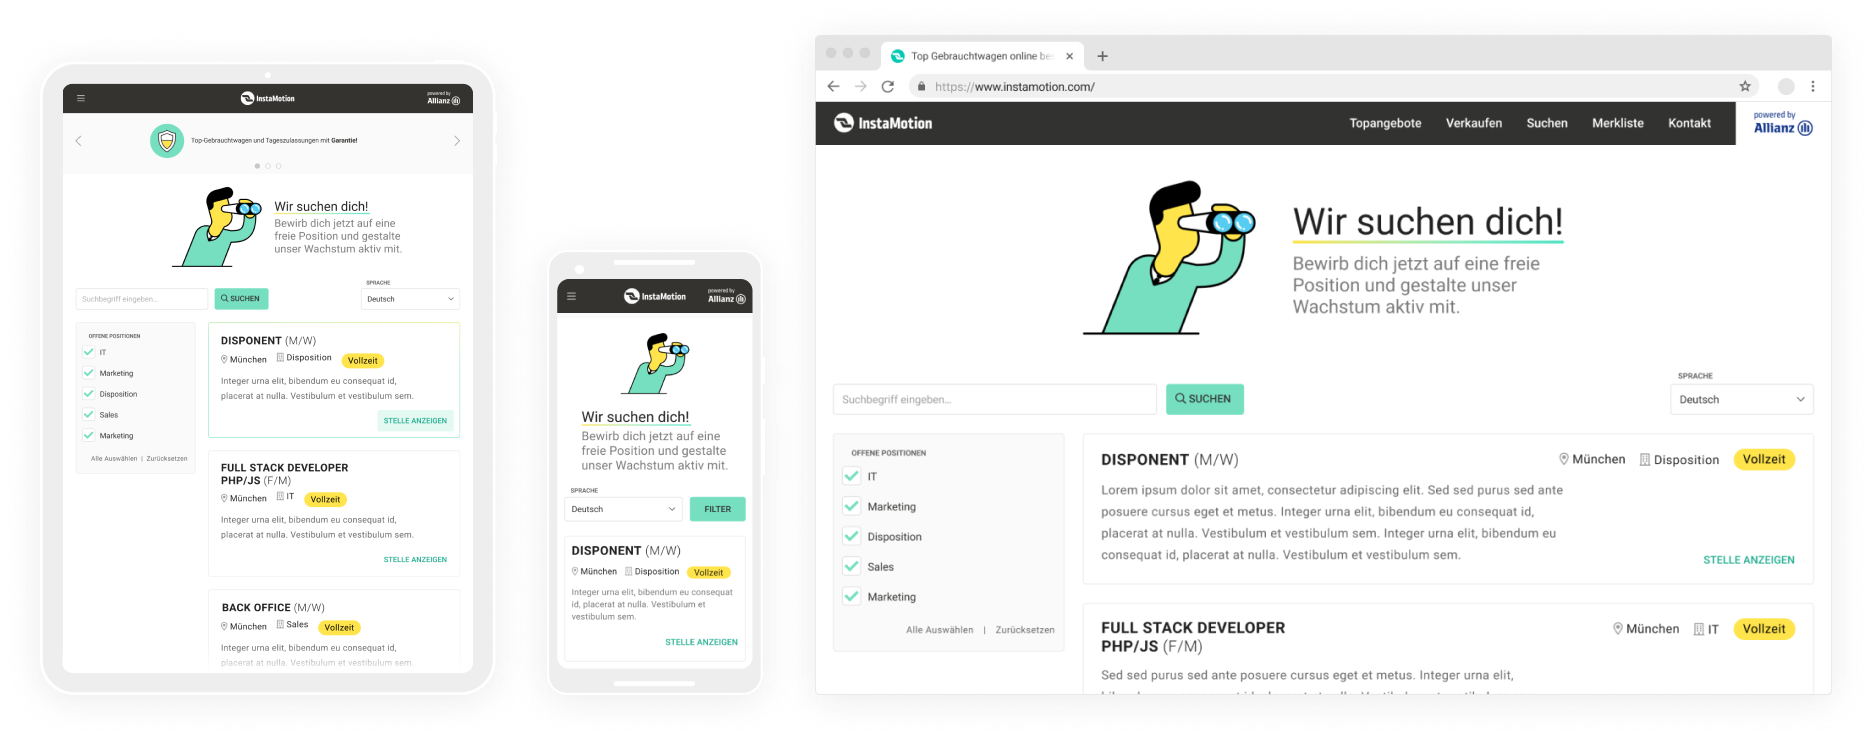 InstaMotion
powered by
Allianz
Top-Gebrauchtwagen und Tageszulassungen mit Garantie!
Wir suchen dich!
Bewirb dich jetzt auf eine
freie Position und gestalte
unser Wachstum aktiv mit.
SPRACHE
Suchbegriff eingeben...
SUCHEN
Deutsch
OFFENE POSITIONEN
IT
Marketing
Disposition
Sales
Marketing
Alle Auswählen | Zurücksetzen
DISPONENT (M/W)
München Disposition Vollzeit
Integer urna elit, bibendum eu consequat id,
placerat at nulla. Vestibulum et vestibulum sem.
STELLE ANZEIGEN
FULL STACK DEVELOPER
PHP/JS (F/M)
München IT Vollzeit
Integer urna elit, bibendum eu consequat id,
placerat at nulla. Vestibulum et vestibulum sem.
STELLE ANZEIGEN
BACK OFFICE (M/W)
München Sales Vollzeit
Integer urna elit, bibendum eu consequat id,
placerat at nulla. Vestibulum et vestibulum sem.
InstaMotion
powered by
Allianz
Wir suchen dich!
Bewirb dich jetzt auf eine
freie Position und gestalte
unser Wachstum aktiv mit.
SPRACHE
Deutsch
FILTER
DISPONENT (M/W)
München Disposition Vollzeit
Integer urna elit, bibendum eu consequat
id, placerat at nulla. Vestibulum et
vestibulum sem.
STELLE ANZEIGEN
Top Gebrauchtwagen online be
https://www.instamotion.com/
InstaMotion
Topangebote Verkaufen Suchen Merkliste Kontakt
powered by
Allianz
Wir suchen dich!
Bewirb dich jetzt auf eine freie
Position und gestalte unser
Wachstum aktiv mit.
SPRACHE
Suchbegriff eingeben...
SUCHEN
Deutsch
OFFENE POSITIONEN
IT
Marketing
Disposition
Sales
Marketing
Alle Auswählen | Zurücksetzen
DISPONENT (M/W)
München Disposition Vollzeit
Lorem ipsum dolor sit amet, consectetur adipiscing elit. Sed sed purus sed ante
posuere cursus eget et metus. Integer urna elit, bibendum eu consequat id,
placerat at nulla. Vestibulum et vestibulum sem. Integer urna elit, bibendum eu
consequat id, placerat at nulla. Vestibulum et vestibulum sem.
STELLE ANZEIGEN
FULL STACK DEVELOPER
PHP/JS (F/M)
München IT Vollzeit
Sed sed purus sed ante posuere cursus eget et metus. Integer urna elit,